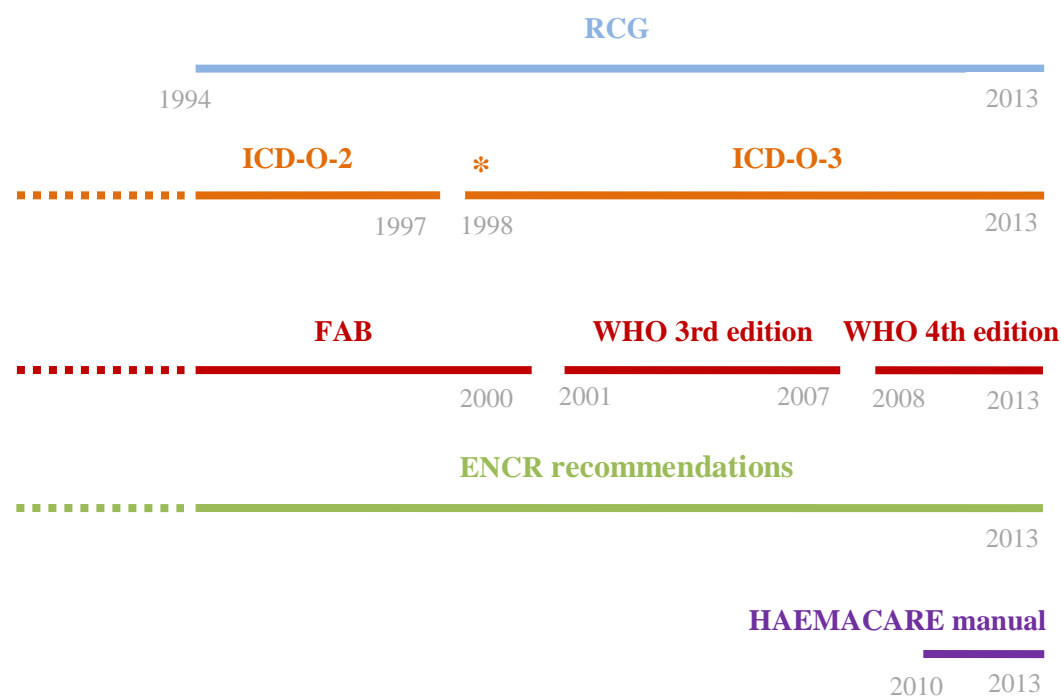 RCG
1994 2013
ICD-O-2 * ICD-O-3
1997 1998 2013
FAB WHO 3rd edition WHO 4th edition
2000 2001 2007 2008 2013
ENCR recommendations
2013
HAEMACARE manual
2010 2013